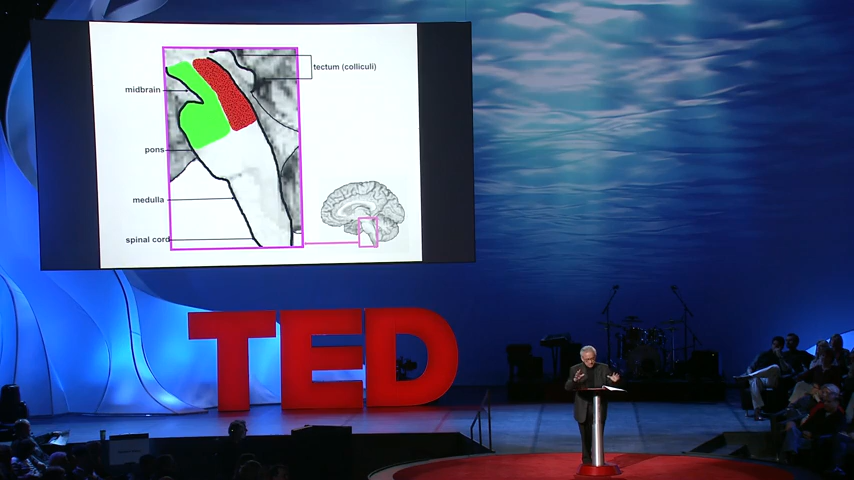 tectum (colliculi)
midbrain
pons
medulla
spinal cord
TED